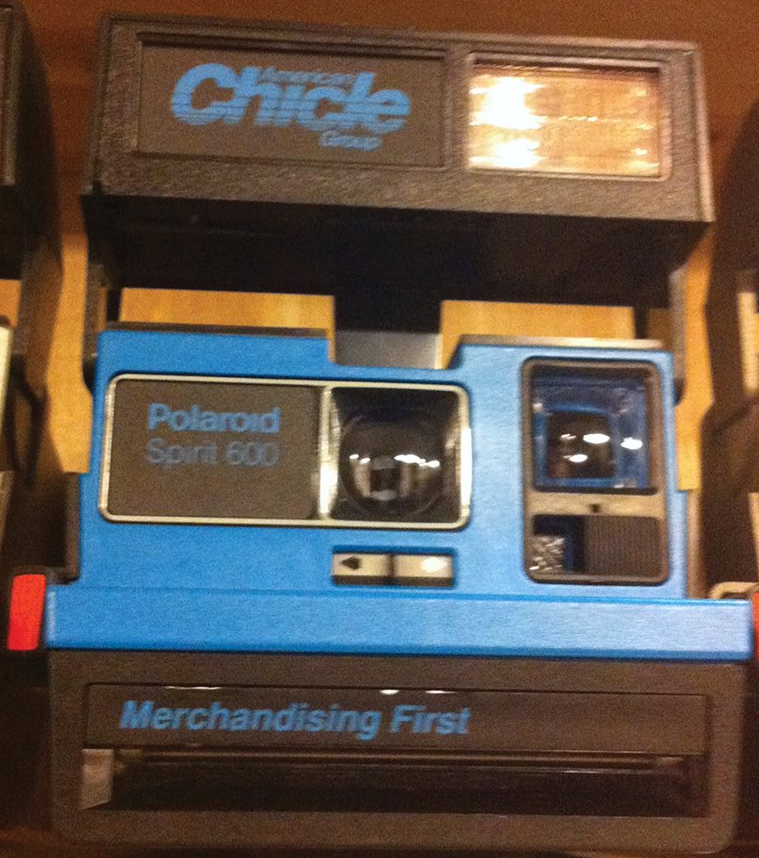 American
Chicle
Group
Polaroid
Spirit 600
Merchandising First